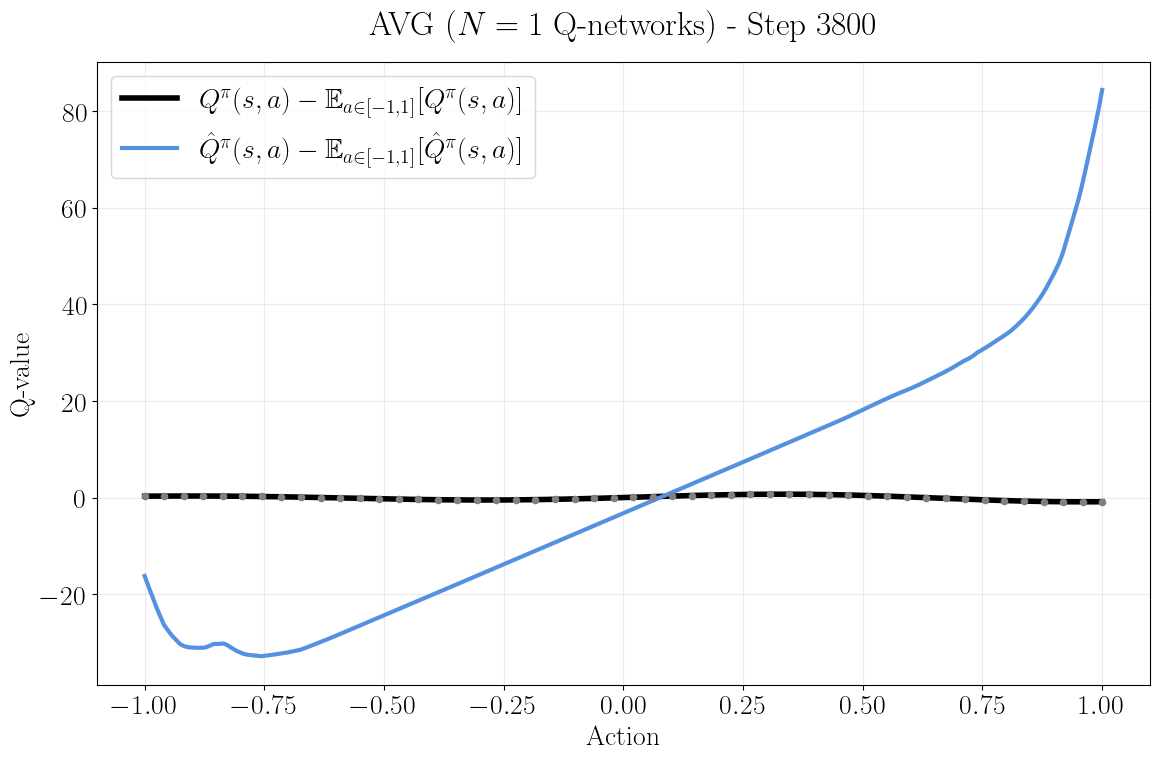 AVG (N = 1 Q-networks) - Step 3800
Q^π(s, a) − 𝔼_{a∈[−1,1]}[Q^π(s, a)]
Q̂^π(s, a) − 𝔼_{a∈[−1,1]}[Q̂^π(s, a)]
80
60
40
20
0
−20
Q-value
−1.00 −0.75 −0.50 −0.25 0.00 0.25 0.50 0.75 1.00
Action